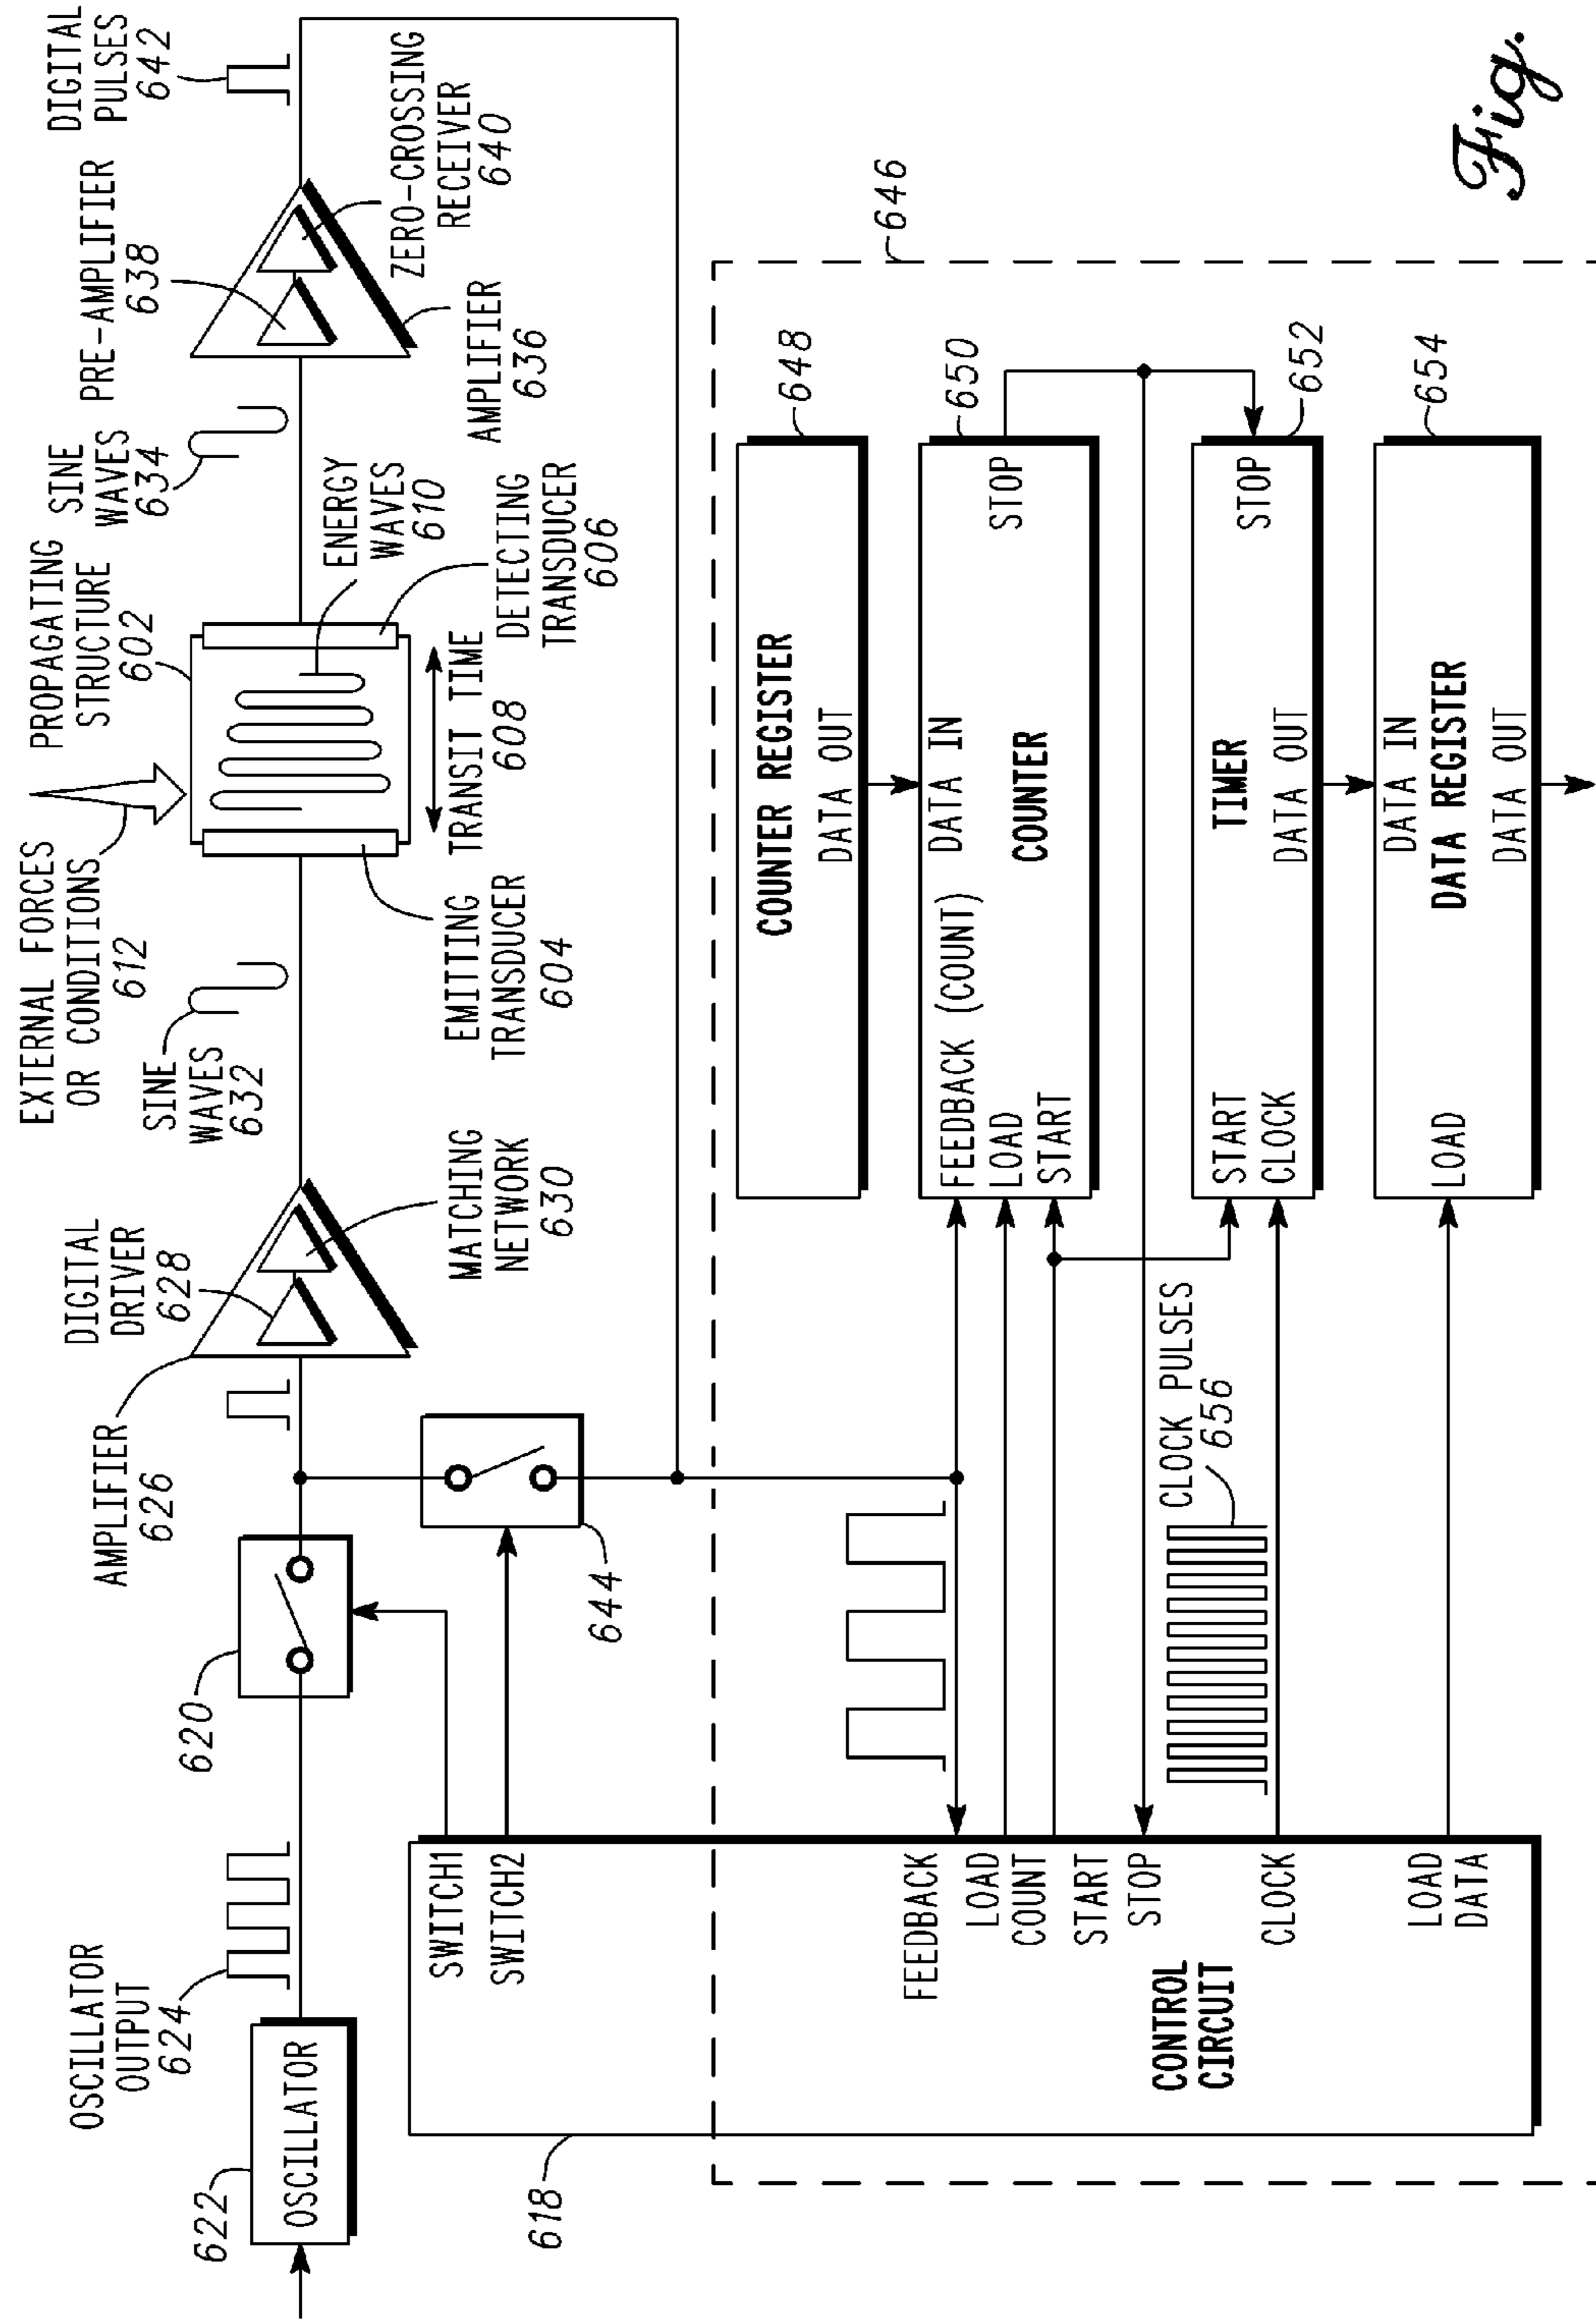 OSCILLATOR
OUTPUT
624
622
OSCILLATOR
620
AMPLIFIER
626
DIGITAL
DRIVER
628
MATCHING
NETWORK
630
EXTERNAL FORCES
OR CONDITIONS
612
SINE
WAVES
632
EMITTING
TRANSDUCER
604
PROPAGATING
STRUCTURE
602
TRANSIT TIME
608
ENERGY
WAVES
610
DETECTING
TRANSDUCER
606
SINE
WAVES
634
PRE-AMPLIFIER
638
AMPLIFIER
636
ZERO-CROSSING
RECEIVER
640
DIGITAL
PULSES
642
644
646
618
SWITCH1
SWITCH2
FEEDBACK
LOAD
COUNT
START
STOP
CLOCK
LOAD
DATA
CONTROL
CIRCUIT
CLOCK PULSES
656
COUNTER REGISTER
DATA OUT
648
FEEDBACK (COUNT)
DATA IN
LOAD
START
COUNTER
STOP
650
START
CLOCK
TIMER
DATA OUT
STOP
652
LOAD
DATA IN
DATA REGISTER
DATA OUT
654
Fig.